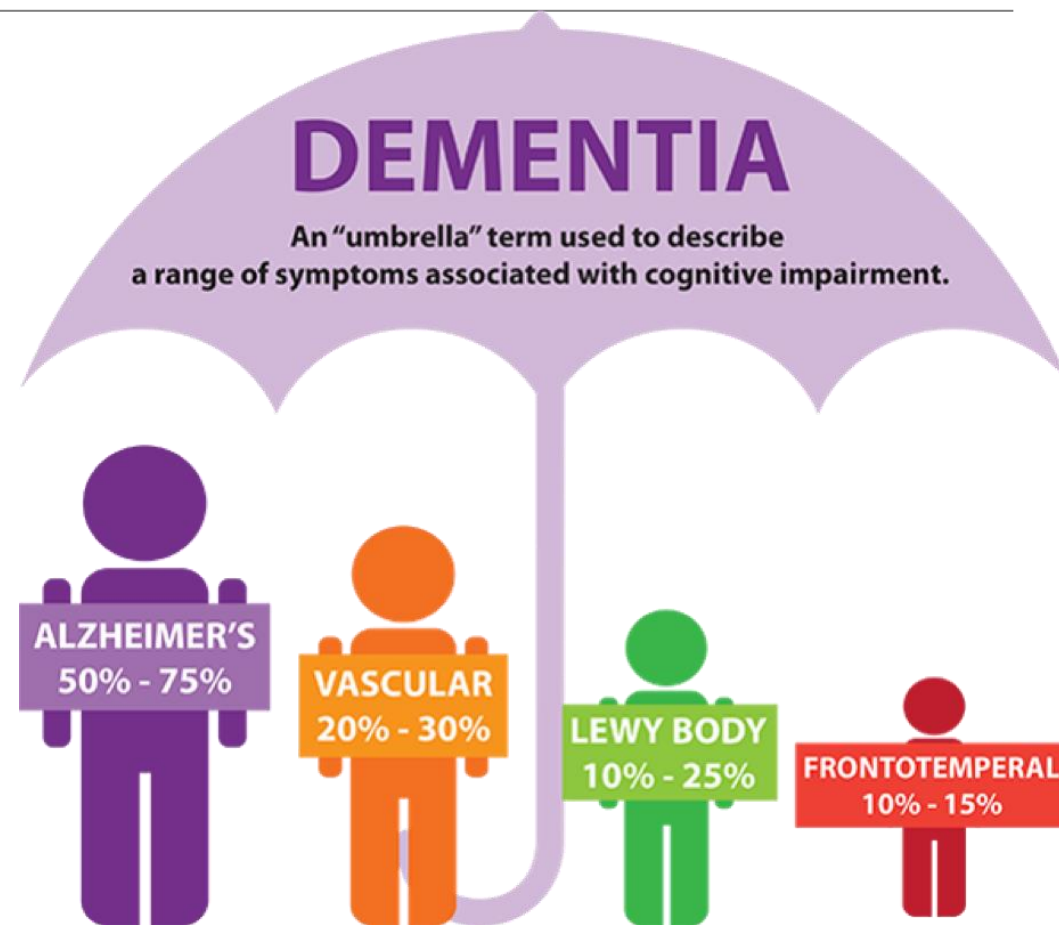 DEMENTIA
An “umbrella” term used to describe
a range of symptoms associated with cognitive impairment.
ALZHEIMER’S
50% - 75%
VASCULAR
20% - 30%
LEWY BODY
10% - 25%
FRONTOTEMPERAL
10% - 15%